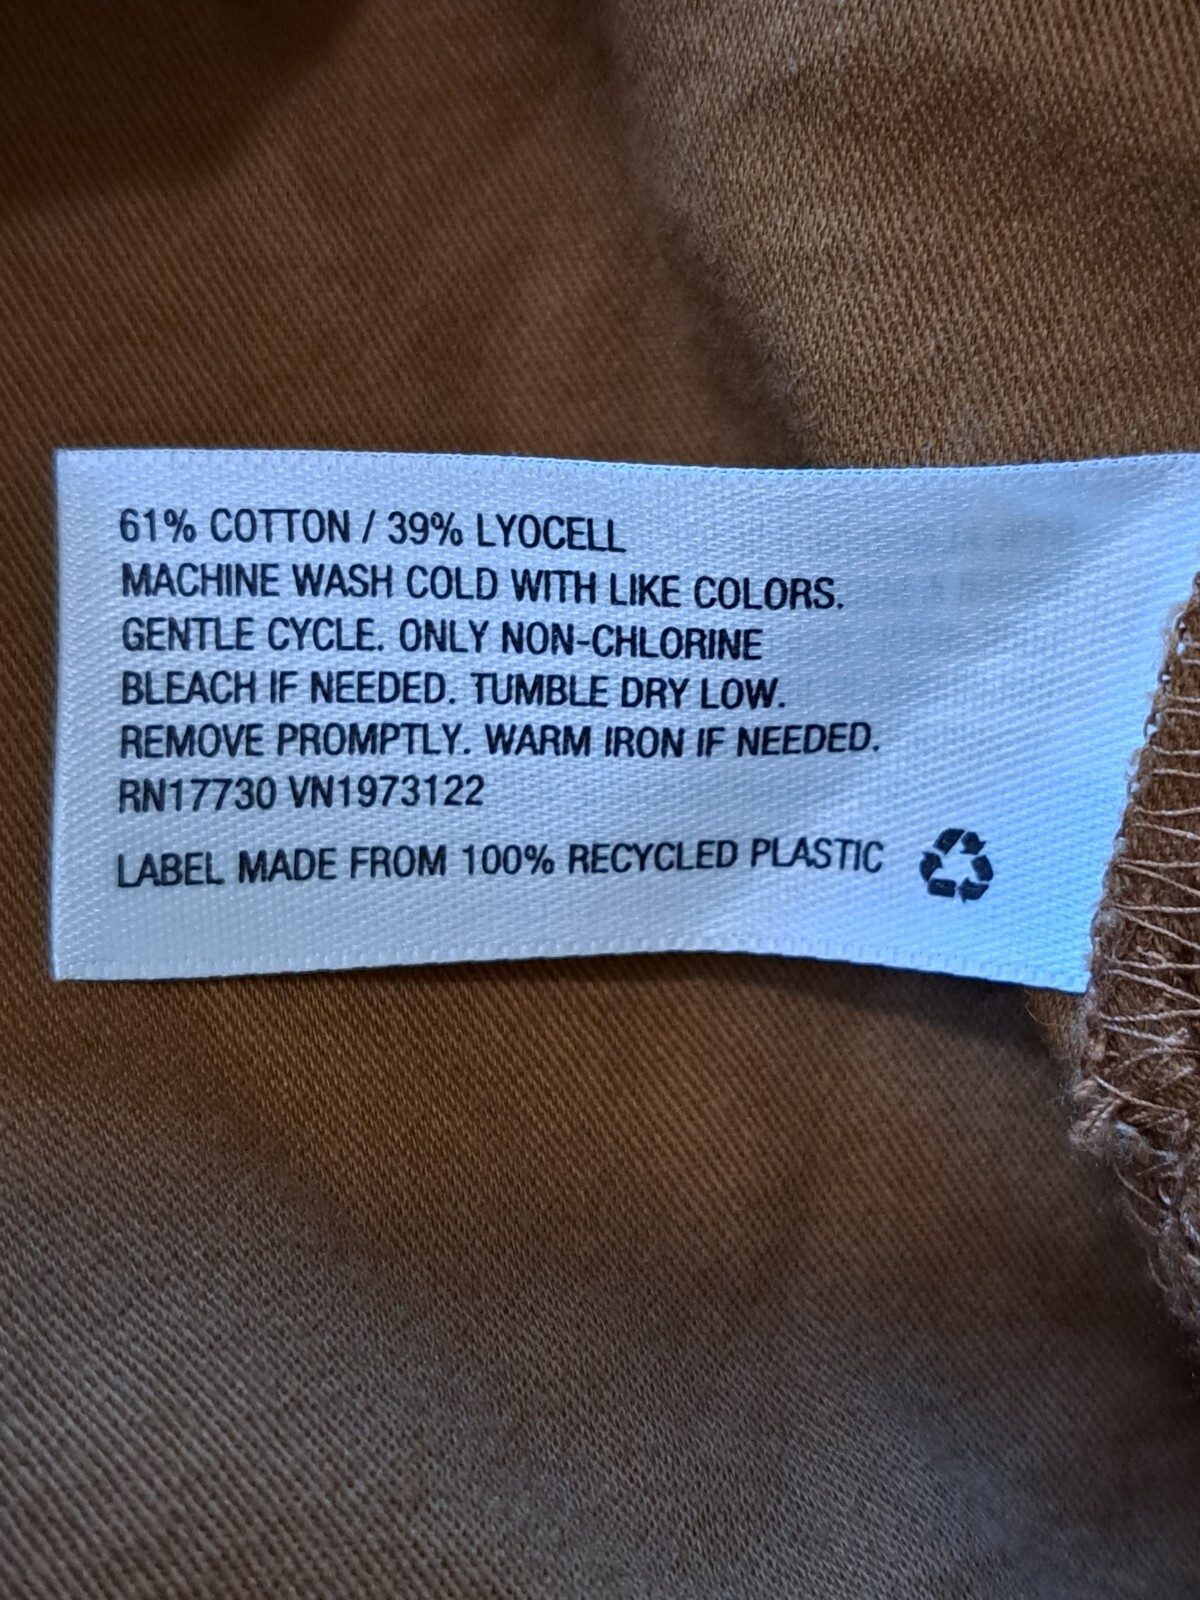 61% COTTON / 39% LYOCELL
MACHINE WASH COLD WITH LIKE COLORS.
GENTLE CYCLE. ONLY NON-CHLORINE
BLEACH IF NEEDED. TUMBLE DRY LOW.
REMOVE PROMPTLY. WARM IRON IF NEEDED.
RN17730 VN1973122
LABEL MADE FROM 100% RECYCLED PLASTIC